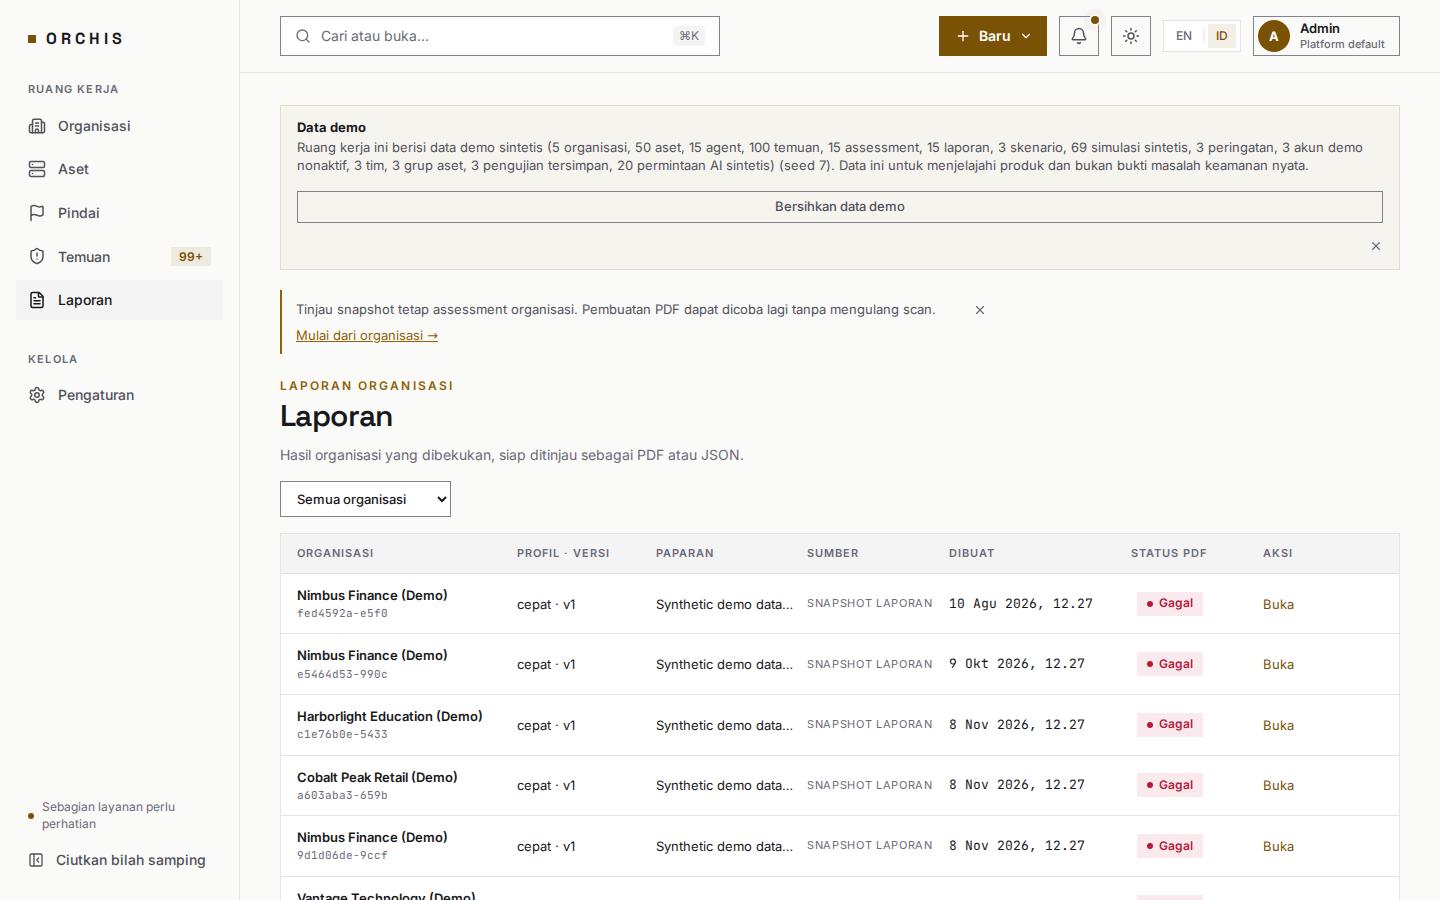 ORCHIS
Cari atau buka...
⌘K
Baru
EN
ID
A
Admin
Platform default
RUANG KERJA
Organisasi
Aset
Pindai
Temuan
99+
Laporan
KELOLA
Pengaturan
Sebagian layanan perlu
perhatian
Ciutkan bilah samping
Data demo
Ruang kerja ini berisi data demo sintetis (5 organisasi, 50 aset, 15 agent, 100 temuan, 15 assessment, 15 laporan, 3 skenario, 69 simulasi sintetis, 3 peringatan, 3 akun demo
nonaktif, 3 tim, 3 grup aset, 3 pengujian tersimpan, 20 permintaan AI sintetis) (seed 7). Data ini untuk menjelajahi produk dan bukan bukti masalah keamanan nyata.
Bersihkan data demo
Tinjau snapshot tetap assessment organisasi. Pembuatan PDF dapat dicoba lagi tanpa mengulang scan.
Mulai dari organisasi →
LAPORAN ORGANISASI
Laporan
Hasil organisasi yang dibekukan, siap ditinjau sebagai PDF atau JSON.
Semua organisasi
ORGANISASI PROFIL · VERSI PAPARAN SUMBER DIBUAT STATUS PDF AKSI
Nimbus Finance (Demo)
fed4592a-e5f0
cepat · v1 Synthetic demo data... SNAPSHOT LAPORAN 10 Agu 2026, 12.27 Gagal Buka
Nimbus Finance (Demo)
e5464d53-990c
cepat · v1 Synthetic demo data... SNAPSHOT LAPORAN 9 Okt 2026, 12.27 Gagal Buka
Harborlight Education (Demo)
c1e76b0e-5433
cepat · v1 Synthetic demo data... SNAPSHOT LAPORAN 8 Nov 2026, 12.27 Gagal Buka
Cobalt Peak Retail (Demo)
a603aba3-659b
cepat · v1 Synthetic demo data... SNAPSHOT LAPORAN 8 Nov 2026, 12.27 Gagal Buka
Nimbus Finance (Demo)
9d1d06de-9ccf
cepat · v1 Synthetic demo data... SNAPSHOT LAPORAN 8 Nov 2026, 12.27 Gagal Buka
Vantage Technology (Demo)